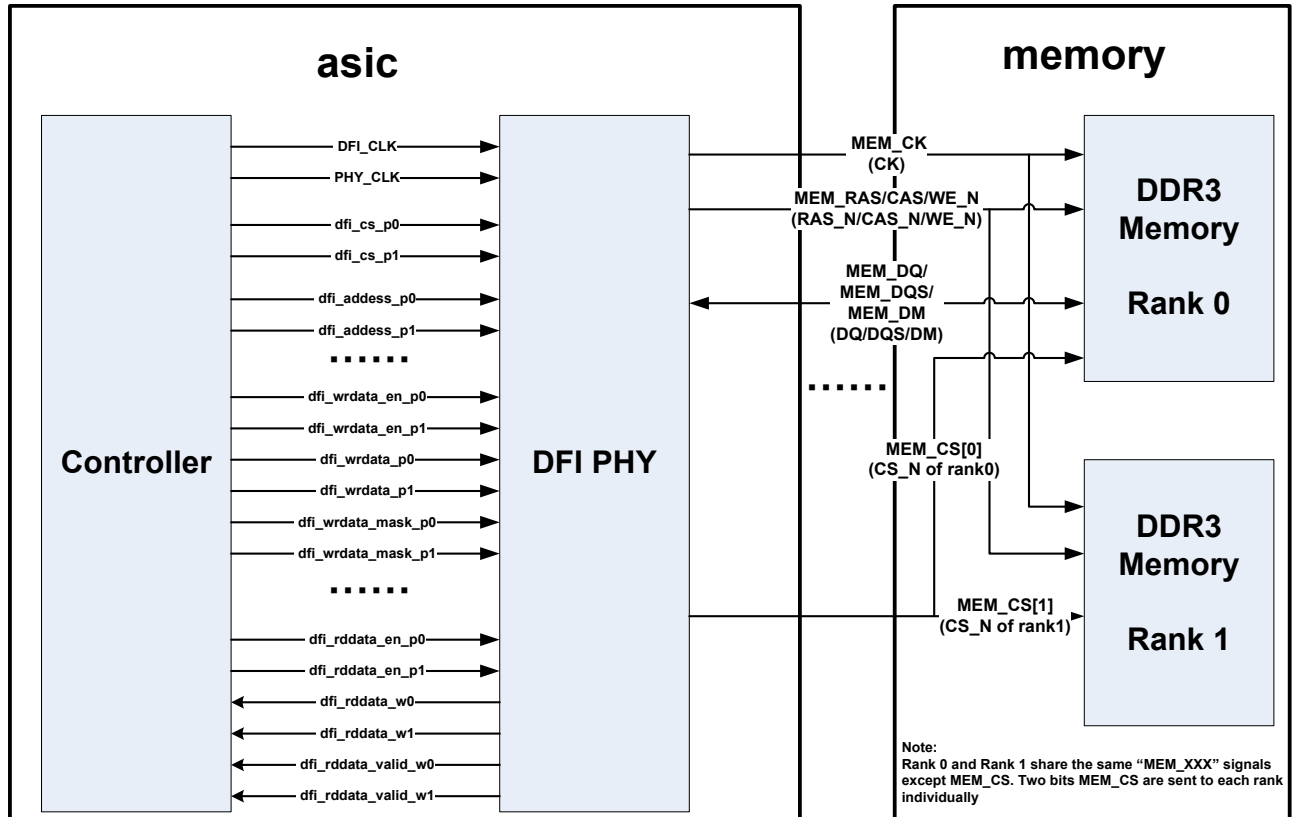 asic
memory
Controller
DFI PHY
DFI_CLK
PHY_CLK
dfi_cs_p0
dfi_cs_p1
dfi_addess_p0
dfi_address_p1
......
dfi_wrdata_en_p0
dfi_wrdata_en_p1
dfi_wrdata_p0
dfi_wrdata_p1
dfi_wrdata_mask_p0
dfi_wrdata_mask_p1
......
dfi_rddata_en_p0
dfi_rddata_en_p1
dfi_rddata_w0
dfi_rddata_w1
dfi_rddata_valid_w0
dfi_rddata_valid_w1
MEM_CK
(CK)
MEM_RAS/CAS/WE_N
(RAS_N/CAS_N/WE_N)
MEM_DQ/
MEM_DQS/
MEM_DM
(DQ/DQS/DM)
......
MEM_CS[0]
(CS_N of rank0)
MEM_CS[1]
(CS_N of rank1)
DDR3
Memory
Rank 0
DDR3
Memory
Rank 1
Note:
Rank 0 and Rank 1 share the same “MEM_XXX” signals
except MEM_CS. Two bits MEM_CS are sent to each rank
individually